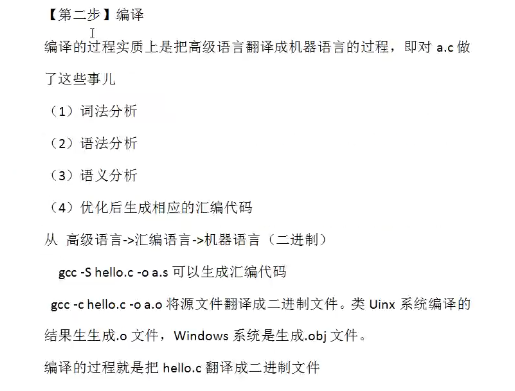 【第二步】编译
编译的过程实质上是把高级语言翻译成机器语言的过程，即对 a.c 做
了这些事儿
（1）词法分析
（2）语法分析
（3）语义分析
（4）优化后生成相应的汇编代码
从 高级语言->汇编语言->机器语言（二进制）
gcc -S hello.c -o a.s 可以生成汇编代码
gcc -c hello.c -o a.o 将源文件翻译成二进制文件。类 Uinx 系统编译的
结果生生成.o 文件，Windows 系统是生成.obj 文件。
编译的过程就是把 hello.c 翻译成二进制文件